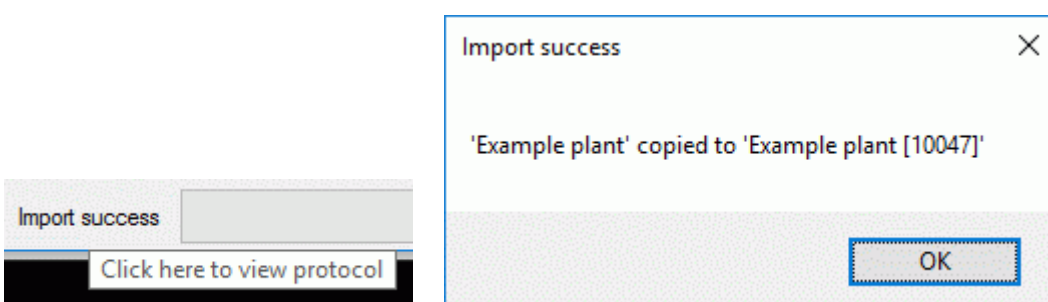 Import success
Click here to view protocol
Import success
'Example plant' copied to 'Example plant [10047]'
OK